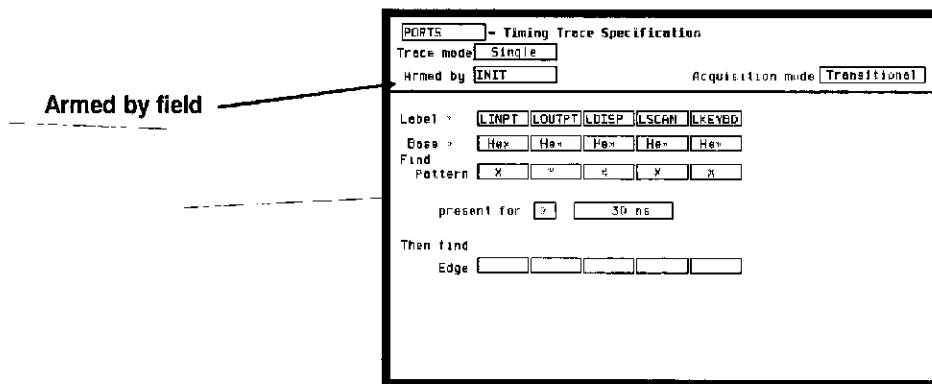 PORTS - Timing Trace Specification
Trace mode Single
Armed by INIT Acquisition mode Transitional
Armed by field
Label > LINPT LOUTPT LDISP LSCAN LKEYBD
Base > Hex Hex Hex Hex Hex
Find
Pattern X X X X X
present for > 30 ns
Then find
Edge